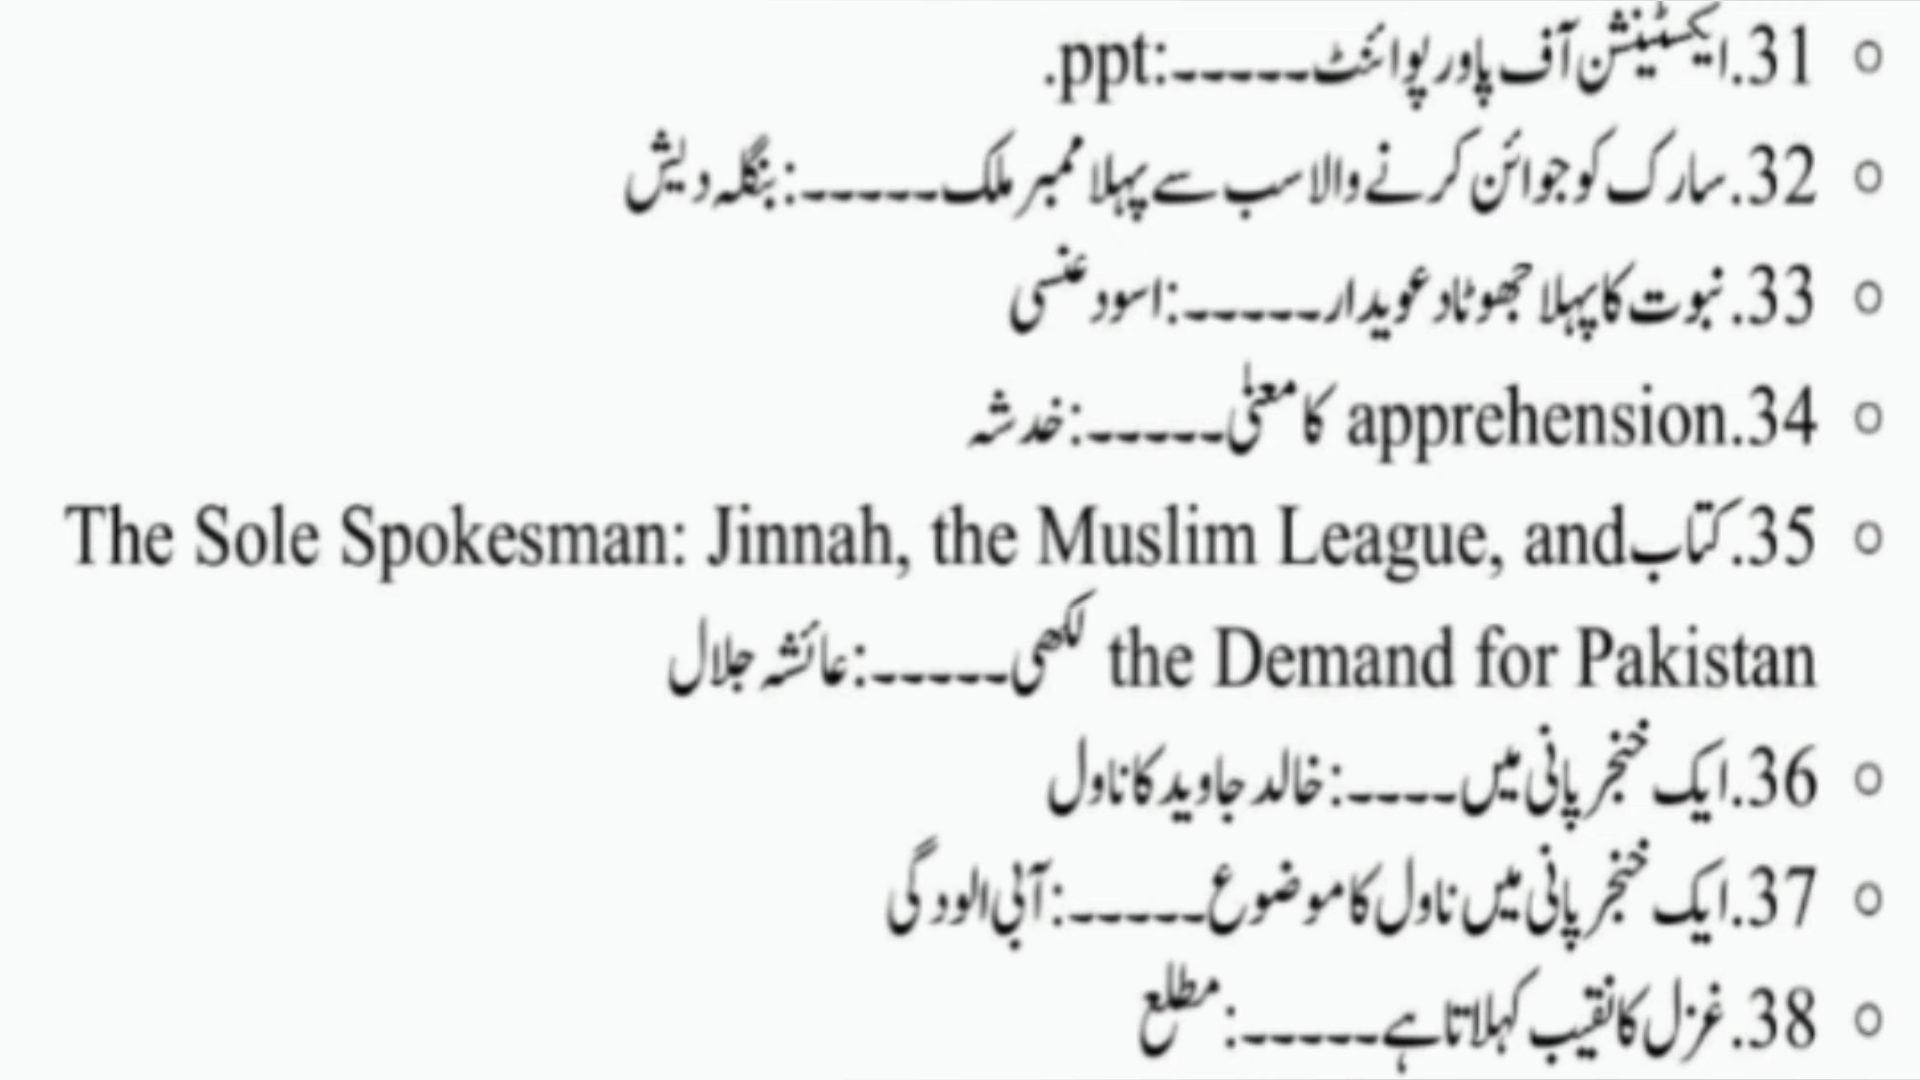 ○ 31.ایکسٹینشن آف پاور پوائنٹ-----:ppt.
○ 32.سارک کو جوائن کرنے والا سب سے پہلا ممبر ملک-----:بنگلہ دیش
○ 33.نبوت کا پہلا جھوٹا دعویدار-----:اسود عنسی
○ 34.apprehension کا معنٰی-----:خدشہ
○ 35.کتاب The Sole Spokesman: Jinnah, the Muslim League, and
the Demand for Pakistan لکھی-----:عائشہ جلال
○ 36.ایک خنجر پانی میں----:خالد جاوید کا ناول
○ 37.ایک خنجر پانی میں ناول کا موضوع-----:آبی الودگی
○ 38.غزل کا نقیب کہلاتا ہے-----:مطلع